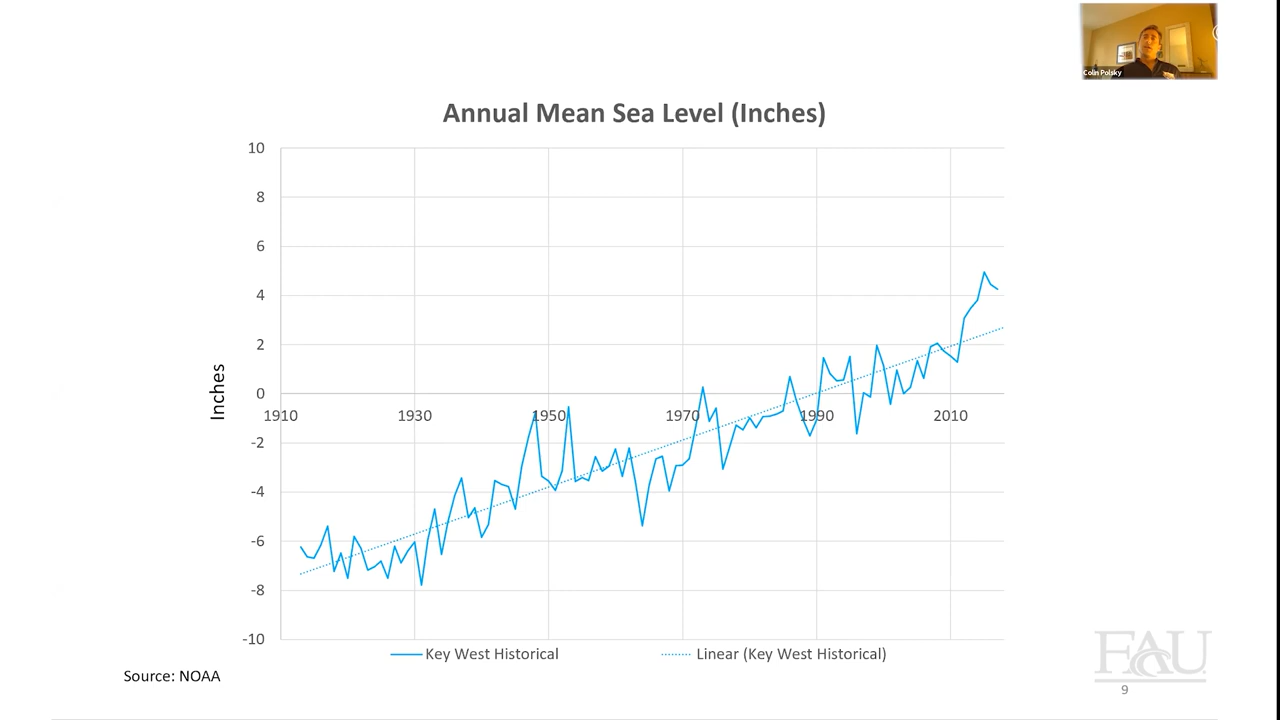 Colin Polsky
Annual Mean Sea Level (Inches)
10
8
6
4
2
0
-2
-4
-6
-8
-10
Inches
1910 1930 1950 1970 1990 2010
Key West Historical Linear (Key West Historical)
Source: NOAA
FAU
9